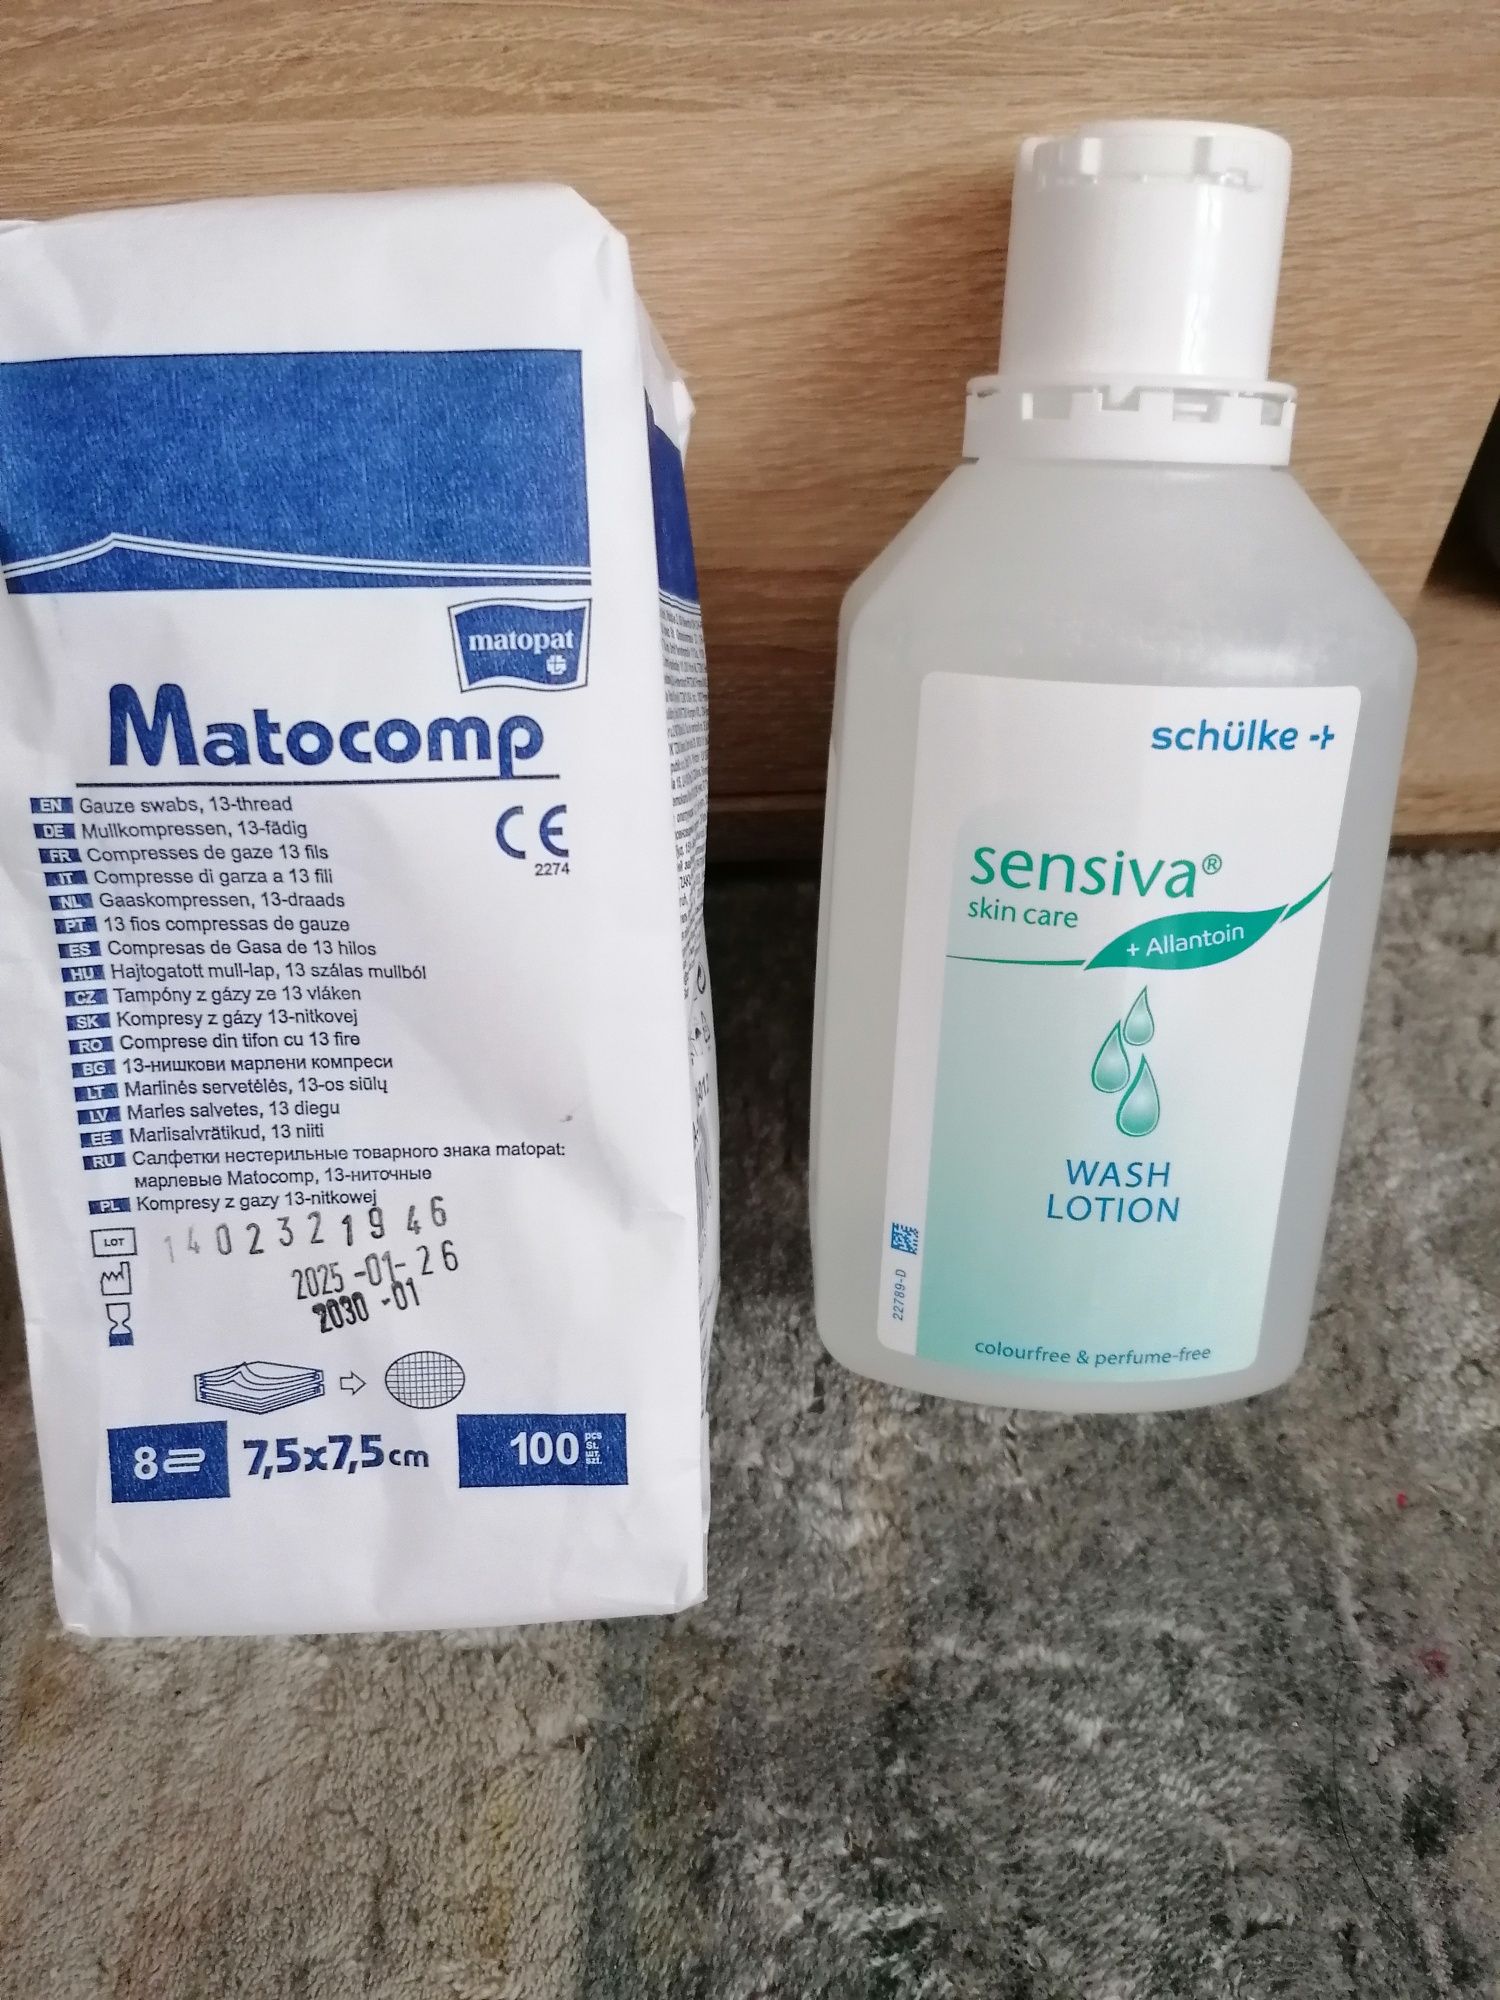 matopat
Matocomp
EN Gauze swabs, 13-thread
DE Mullkompressen, 13-fädig
FR Compresses de gaze 13 fils
IT Compresse di garza a 13 fili
NL Gaaskompressen, 13-draads
PT 13 fios compressas de gauze
ES Compresas de Gasa de 13 hilos
HU Hajtogatott mull-lap, 13 szálas mullból
CZ Tampóny z gázy ze 13 vláken
SK Kompresy z gázy 13-nitkovej
RO Comprese din tifon cu 13 fire
BG 13-нишкови марлени компреси
LT Marlinės servetėlės, 13-os siūlų
LV Marles salvetes, 13 diegu
EE Marlisalvrätikud, 13 niiti
RU Салфетки нестерильные товарного знака matopat:
марлевые Matocomp, 13-ниточные
PL Kompresy z gazy 13-nitkowej
CE
2274
LOT 1402321946
2025-01-26
2030-01
8 7,5x7,5cm 100 pcs St. шт. szt.
schülke
sensiva®
skin care
+ Allantoin
WASH
LOTION
22789-D
colourfree & perfume-free